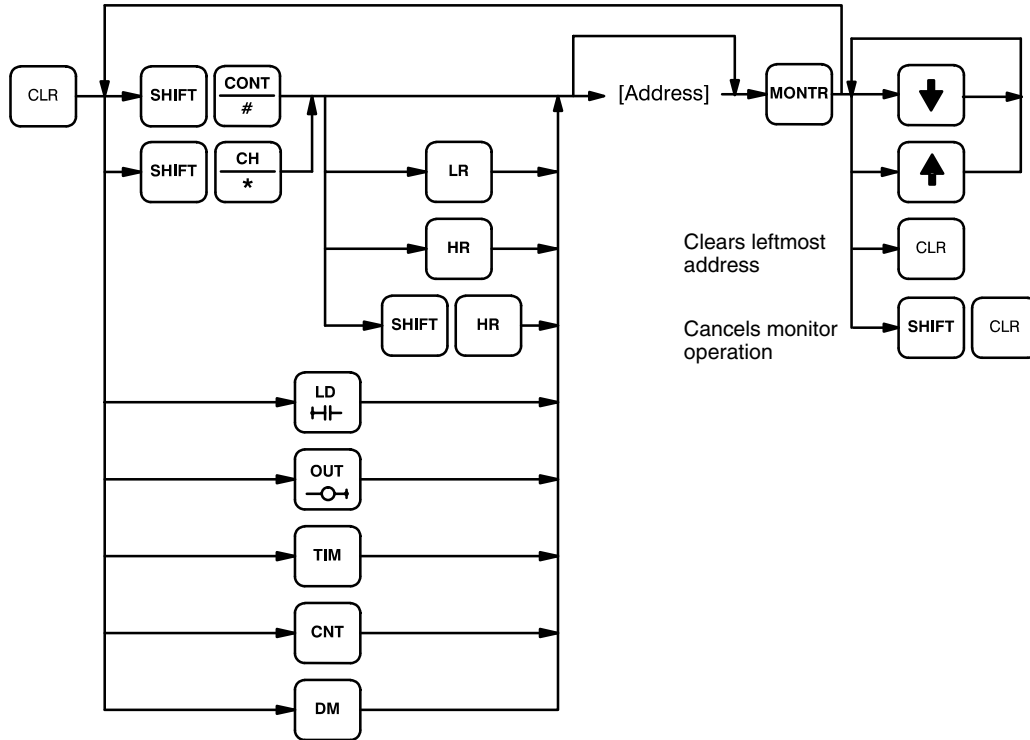 CLR
SHIFT
CONT
#
[Address]
MONTR
SHIFT
CH
*
LR
HR
Clears leftmost
address
CLR
SHIFT
HR
Cancels monitor
operation
SHIFT
CLR
LD
OUT
TIM
CNT
DM